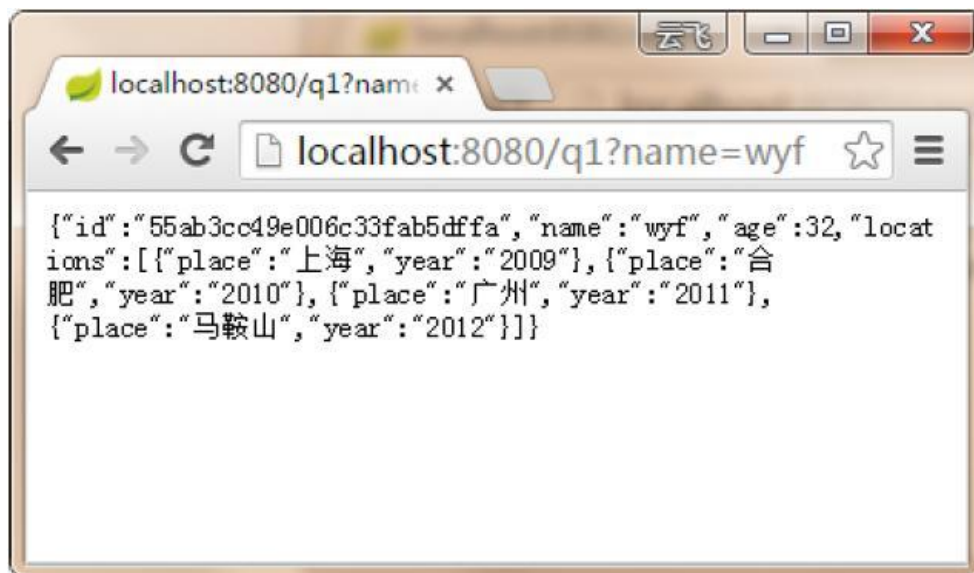 云飞
localhost:8080/q1?nam
localhost:8080/q1?name=wyf
{"id":"55ab3cc49e006c33fab5dffa","name":"wyf","age":32,"locat
ions":[{"place":"上海","year":"2009"},{"place":"合
肥","year":"2010"},{"place":"广州","year":"2011"},
{"place":"马鞍山","year":"2012"}]}